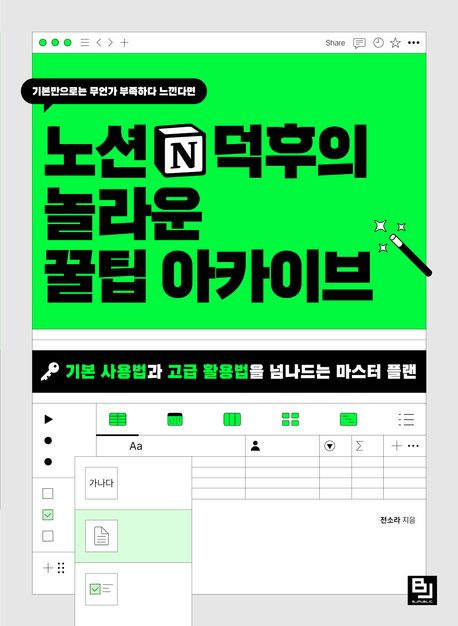 Share
기본만으로는 무언가 부족하다 느낀다면
노션 N 덕후의
놀라운
꿀팁 아카이브
기본 사용법과 고급 활용법을 넘나드는 마스터 플랜
Aa
가나다
전소라 지음
BJ
BJPUBLIC